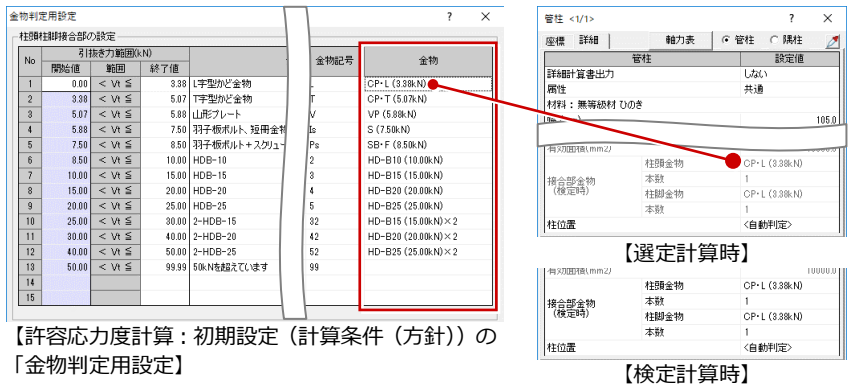 金物判定用設定 ? ×
柱頭柱脚接合部の設定
No 引抜き力範囲(kN) 金物記号 金物
開始値 範囲 終了値
1 0.00 < Vt ≦ 3.38 L字型かど金物 L CP・L (3.38kN)
2 3.38 < Vt ≦ 5.07 T字型かど金物 T CP・T (5.07kN)
3 5.07 < Vt ≦ 5.88 山形プレート V VP (5.88kN)
4 5.88 < Vt ≦ 7.50 羽子板ボルト、短冊金物 Is S (7.50kN)
5 7.50 < Vt ≦ 8.50 羽子板ボルト+スクリュー Ps SB・F (8.50kN)
6 8.50 < Vt ≦ 10.00 HDB-10 2 HD-B10 (10.00kN)
7 10.00 < Vt ≦ 15.00 HDB-15 3 HD-B15 (15.00kN)
8 15.00 < Vt ≦ 20.00 HDB-20 4 HD-B20 (20.00kN)
9 20.00 < Vt ≦ 25.00 HDB-25 5 HD-B25 (25.00kN)
10 25.00 < Vt ≦ 30.00 2-HDB-15 32 HD-B15 (15.00kN)×2
11 30.00 < Vt ≦ 40.00 2-HDB-20 42 HD-B20 (20.00kN)×2
12 40.00 < Vt ≦ 50.00 2-HDB-25 52 HD-B25 (25.00kN)×2
13 50.00 < Vt ≦ 99.99 50kNを超えています 99
14
15
【許容応力度計算：初期設定（計算条件（方針））の
「金物判定用設定】
管柱 <1/1> ? ×
座標 詳細 軸力表 管柱 隅柱
管柱 設定値
詳細計算書出力 しない
属性 共通
材料：無等級材 ひのき
105.0
有効面積(mm2)
接合部金物
(検定時)
柱頭金物 CP・L (3.38kN)
本数 1
柱脚金物 CP・L (3.38kN)
本数 1
柱位置 <自動判定>
【選定計算時】
有効面積(mm2) 10000.0
接合部金物
(検定時)
柱頭金物 CP・L (3.38kN)
本数 1
柱脚金物 CP・L (3.38kN)
本数 1
柱位置 <自動判定>
【検定計算時】